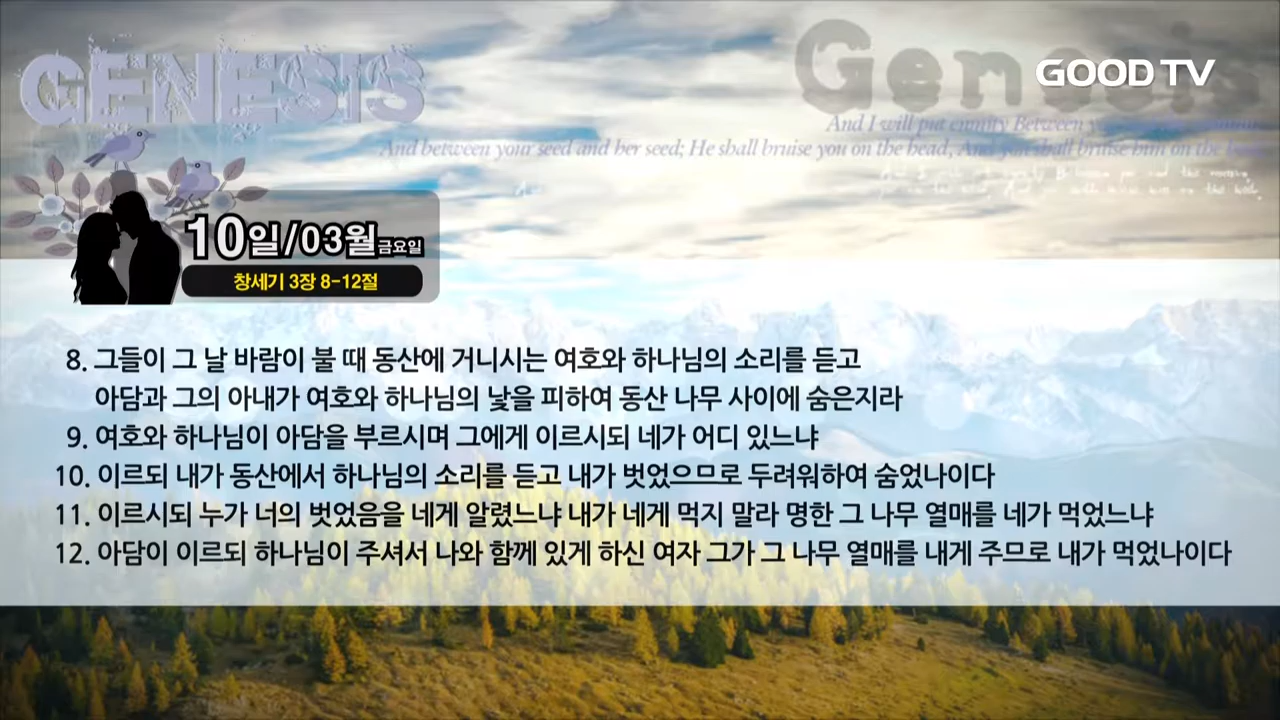 GENESIS
Genesis
GOOD TV
And I will put enmity Between
And between your seed and her seed; He shall bruise you on the head, And you shall bruise him on the
10일/03월 금요일
창세기 3장 8-12절
8. 그들이 그 날 바람이 불 때 동산에 거니시는 여호와 하나님의 소리를 듣고
아담과 그의 아내가 여호와 하나님의 낯을 피하여 동산 나무 사이에 숨은지라
9. 여호와 하나님이 아담을 부르시며 그에게 이르시되 네가 어디 있느냐
10. 이르되 내가 동산에서 하나님의 소리를 듣고 내가 벗었으므로 두려워하여 숨었나이다
11. 이르시되 누가 너의 벗었음을 네게 알렸느냐 내가 네게 먹지 말라 명한 그 나무 열매를 네가 먹었느냐
12. 아담이 이르되 하나님이 주셔서 나와 함께 있게 하신 여자 그가 그 나무 열매를 내게 주므로 내가 먹었나이다